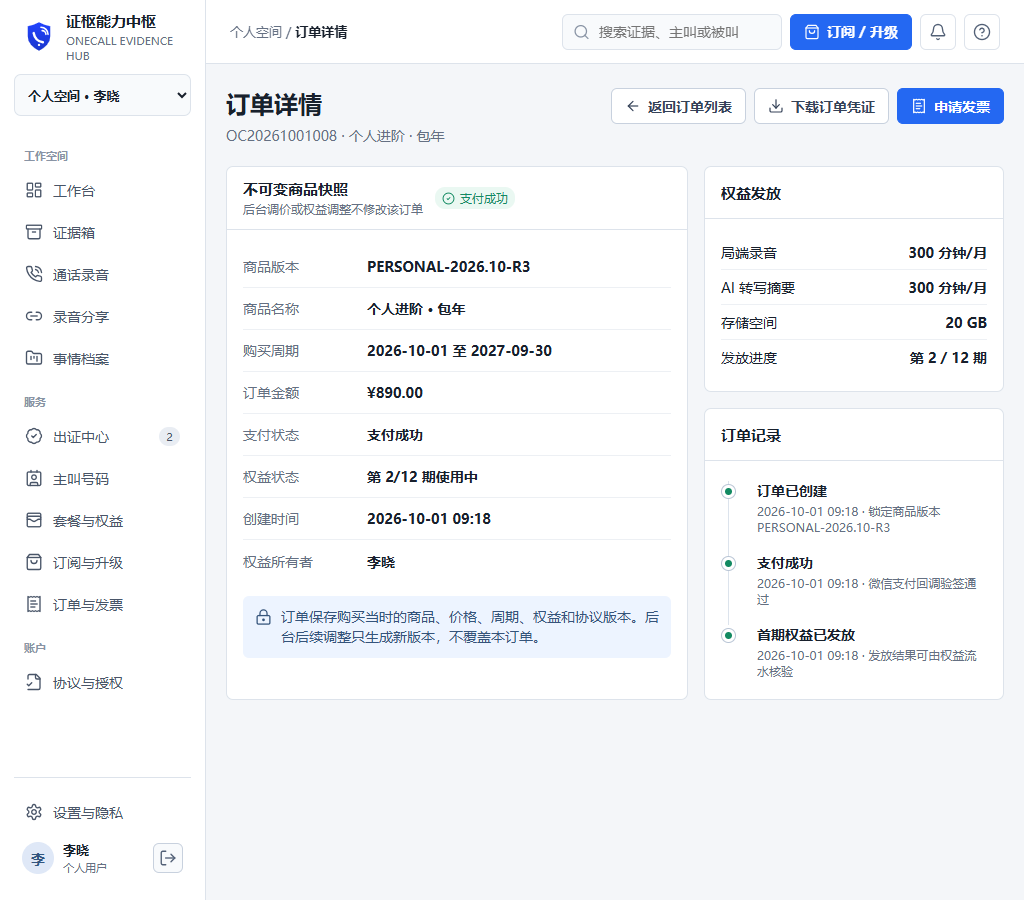 证枢能力中枢
ONECALL EVIDENCE
HUB
个人空间 • 李晓
工作空间
工作台
证据箱
通话录音
录音分享
事情档案
服务
出证中心
2
主叫号码
套餐与权益
订阅与升级
订单与发票
账户
协议与授权
设置与隐私
李
李晓
个人用户
个人空间 / 订单详情
搜索证据、主叫或被叫
订阅 / 升级
订单详情
OC20261001008 · 个人进阶 · 包年
返回订单列表
下载订单凭证
申请发票
不可变商品快照
后台调价或权益调整不修改该订单
支付成功
商品版本
PERSONAL-2026.10-R3
商品名称
个人进阶 • 包年
购买周期
2026-10-01 至 2027-09-30
订单金额
¥890.00
支付状态
支付成功
权益状态
第 2/12 期使用中
创建时间
2026-10-01 09:18
权益所有者
李晓
订单保存购买当时的商品、价格、周期、权益和协议版本。后
台后续调整只生成新版本，不覆盖本订单。
权益发放
局端录音
300 分钟/月
AI 转写摘要
300 分钟/月
存储空间
20 GB
发放进度
第 2 / 12 期
订单记录
订单已创建
2026-10-01 09:18 · 锁定商品版本
PERSONAL-2026.10-R3
支付成功
2026-10-01 09:18 · 微信支付回调验签通
过
首期权益已发放
2026-10-01 09:18 · 发放结果可由权益流
水核验